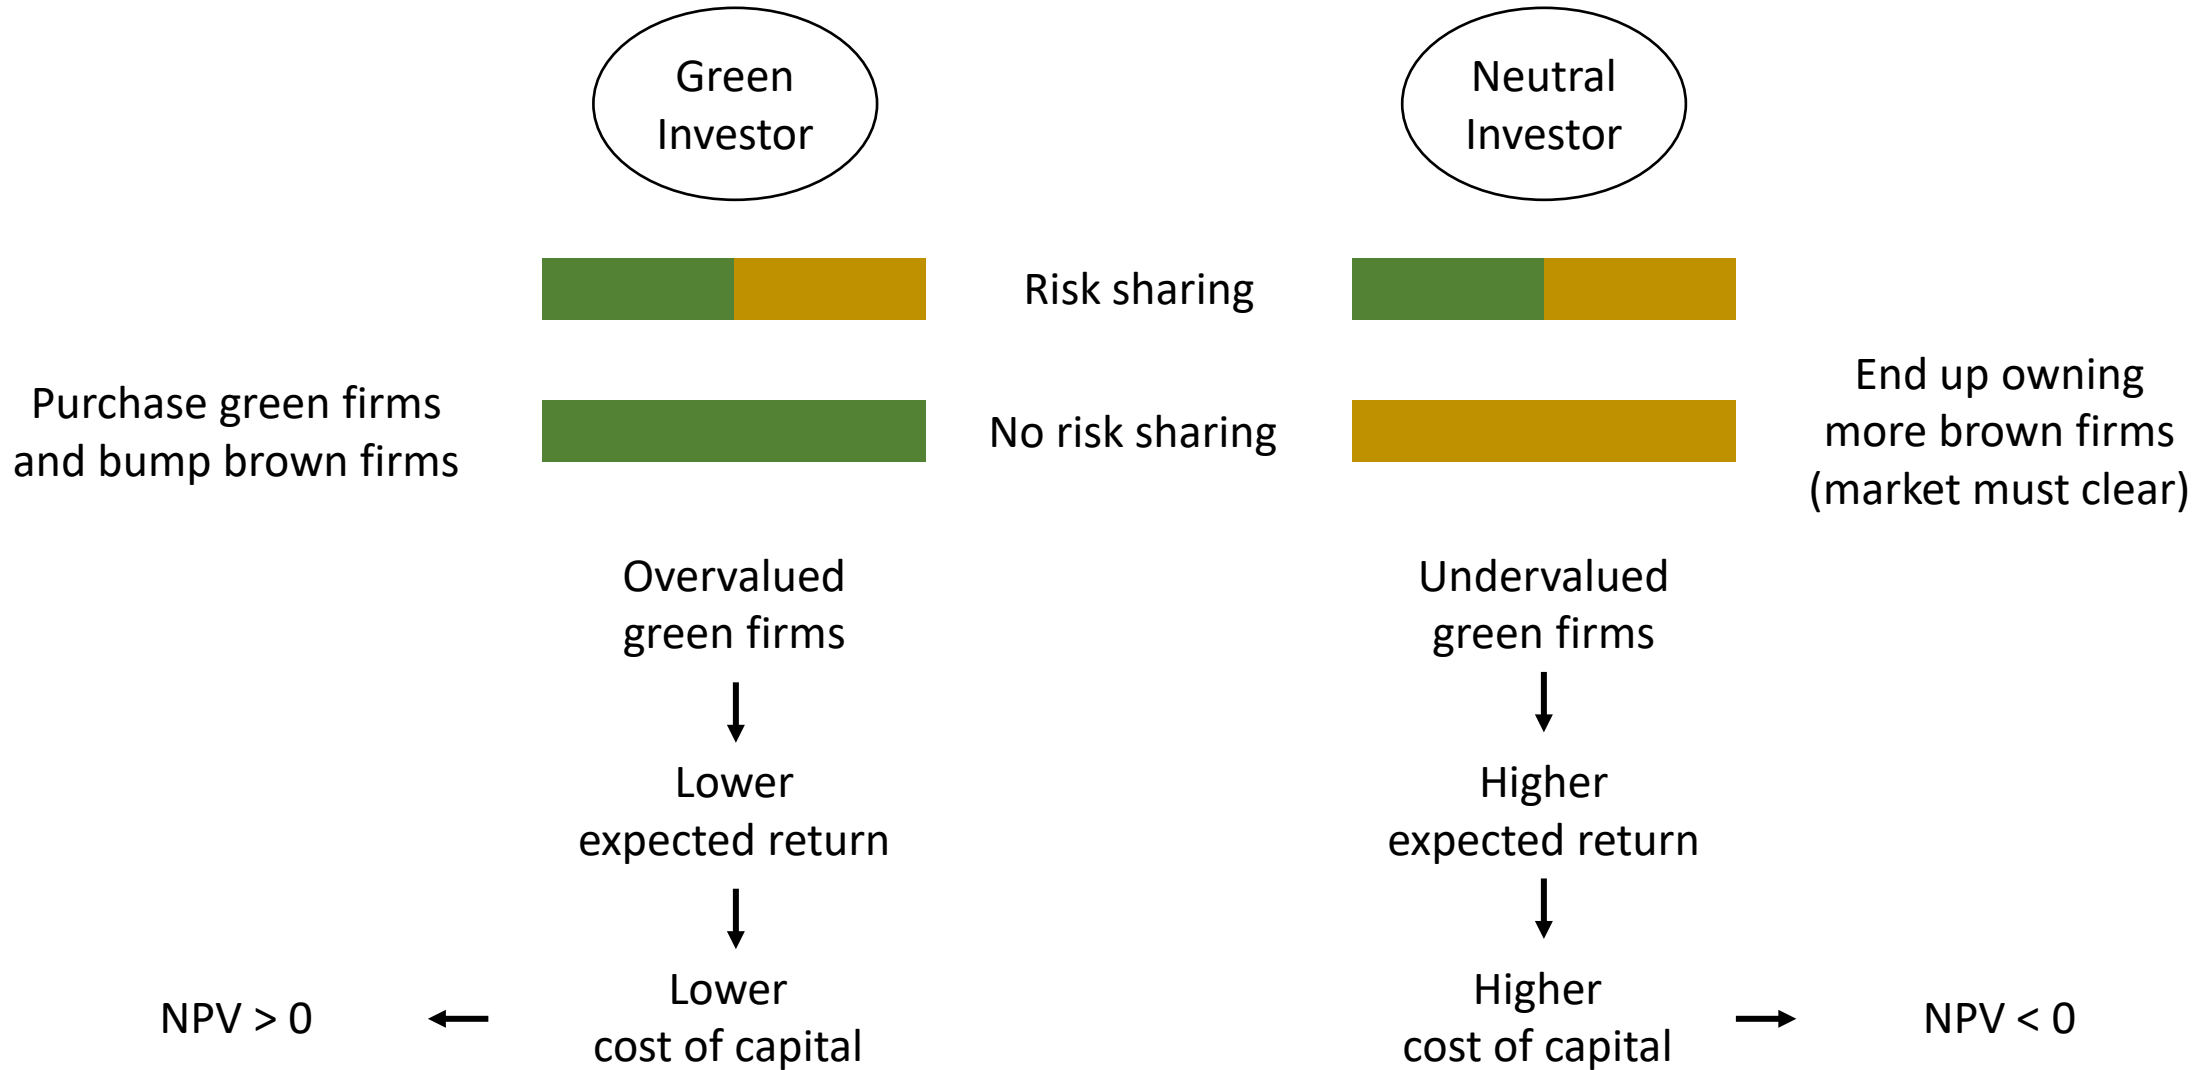 Green
Investor
Neutral
Investor
Risk sharing
Purchase green firms
and bump brown firms
No risk sharing
End up owning
more brown firms
(market must clear)
Overvalued
green firms
Undervalued
green firms
Lower
expected return
Higher
expected return
NPV > 0
Lower
cost of capital
Higher
cost of capital
NPV < 0